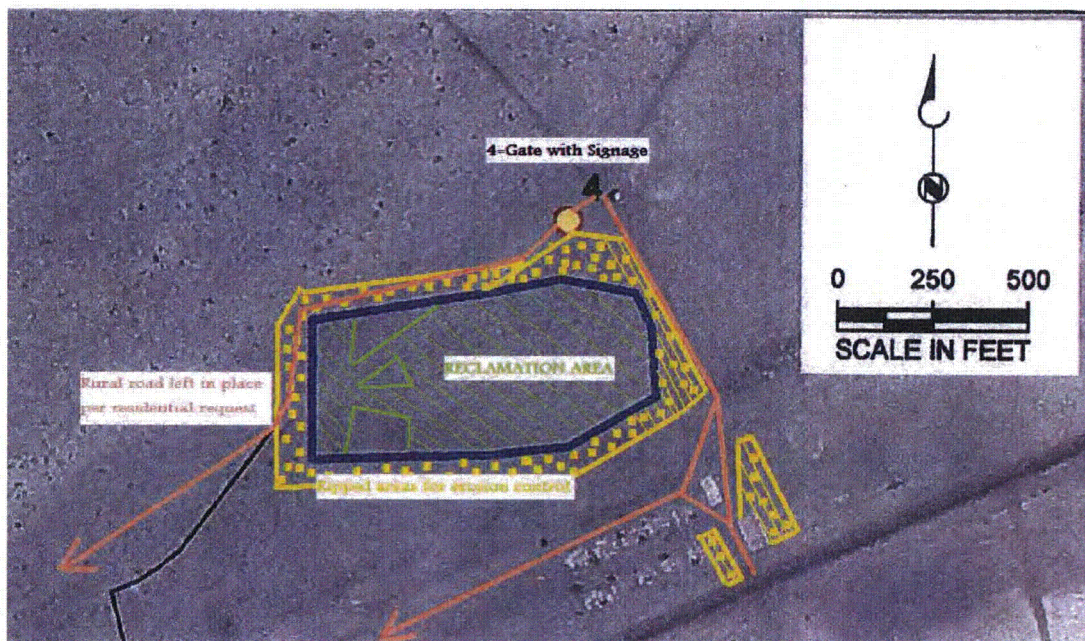 4-Gate with Signage
4
N
0 250 500
SCALE IN FEET
RECLAMATION AREA
Rural road left in place
per residential request
Ripped areas for erosion control